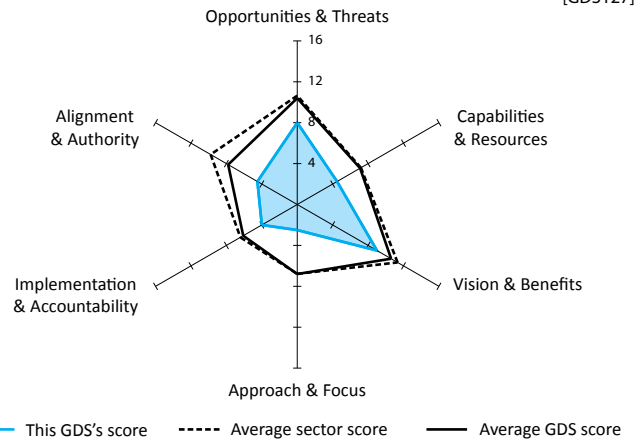 [GDS127]
Opportunities & Threats
16
12
8
4
Alignment
& Authority
Capabilities
& Resources
Implementation
& Accountability
Vision & Benefits
Approach & Focus
This GDS's score
Average sector score
Average GDS score